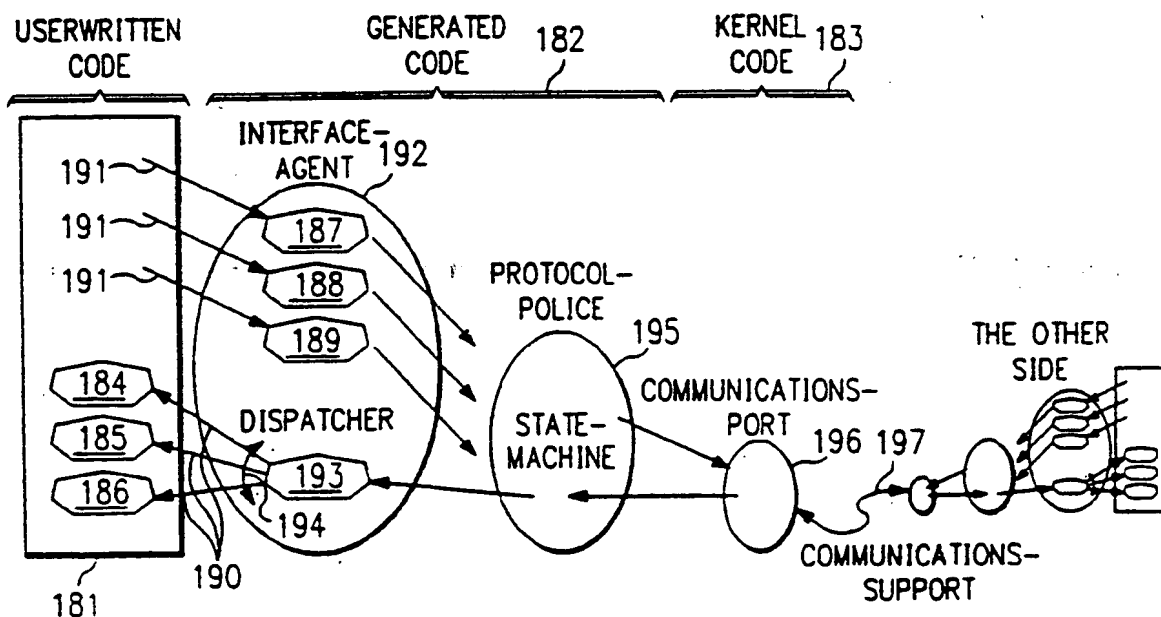 USERWRITTEN
CODE
GENERATED
CODE
182
KERNEL
CODE
183
INTERFACE-
AGENT
192
191
187
191
188
191
189
PROTOCOL-
POLICE
195
THE OTHER
SIDE
184
DISPATCHER
COMMUNICATIONS-
PORT
185
STATE-
MACHINE
196
197
186
193
194
190
181
COMMUNICATIONS-
SUPPORT